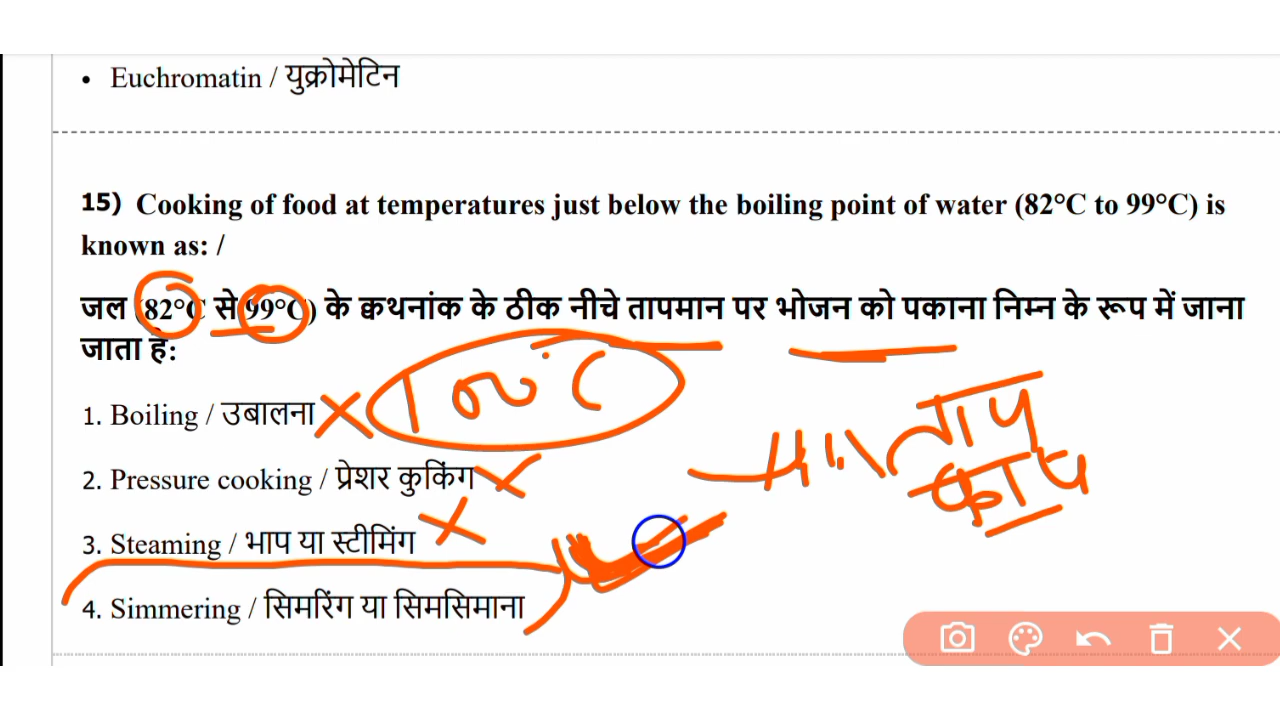 • Euchromatin / युक्रोमेटिन
15) Cooking of food at temperatures just below the boiling point of water (82°C to 99°C) is
known as: /
जल (82°C से 99°C) के क्वथनांक के ठीक नीचे तापमान पर भोजन को पकाना निम्न के रूप में जाना
जाता है:
1. Boiling / उबालना
100°C
ताप
2. Pressure cooking / प्रेशर कुकिंग
3. Steaming / भाप या स्टीमिंग
4. Simmering / सिमरिंग या सिमसिमाना